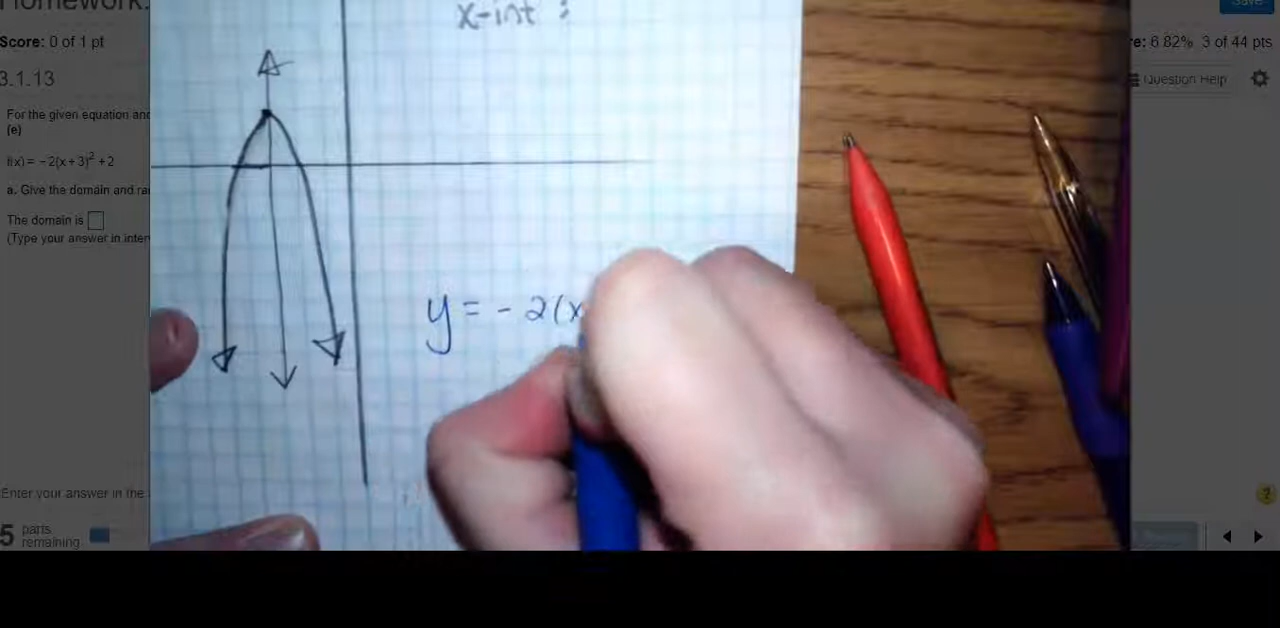 Homework:
Save
x-int :
Score: 0 of 1 pt
re: 6.82% 3 of 44 pts
3.1.13
Question Help
For the given equation and
(e)
f(x) = -2(x+3)² +2
a. Give the domain and ra
The domain is
(Type your answer in inter
y = -2(x
Enter your answer in the
?
5 parts remaining